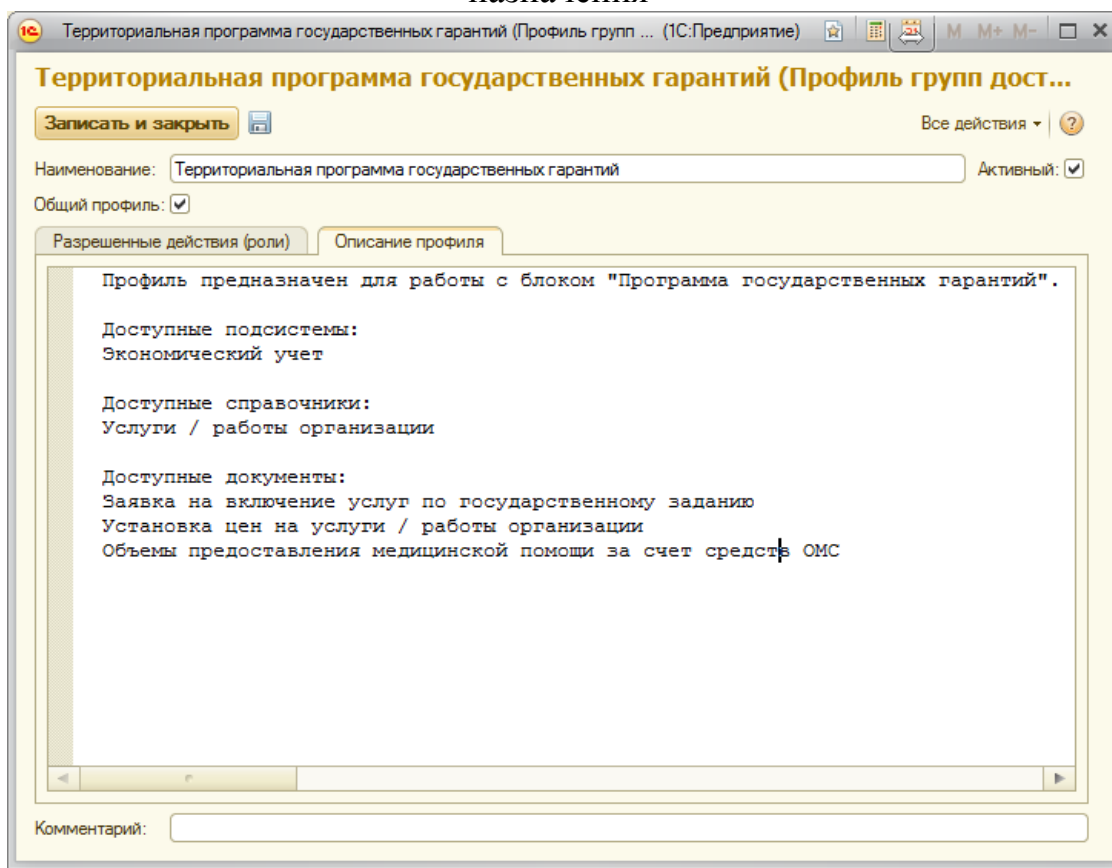 назначения
Территориальная программа государственных гарантий (Профиль групп ... (1С:Предприятие)
M M+ M-
Территориальная программа государственных гарантий (Профиль групп дост...
Записать и закрыть
Все действия
Наименование: Территориальная программа государственных гарантий
Активный:
Общий профиль:
Разрешенные действия (роли)
Описание профиля
Профиль предназначен для работы с блоком "Программа государственных гарантий".
Доступные подсистемы:
Экономический учет
Доступные справочники:
Услуги / работы организации
Доступные документы:
Заявка на включение услуг по государственному заданию
Установка цен на услуги / работы организации
Объемы предоставления медицинской помощи за счет средств ОМС
Комментарий: